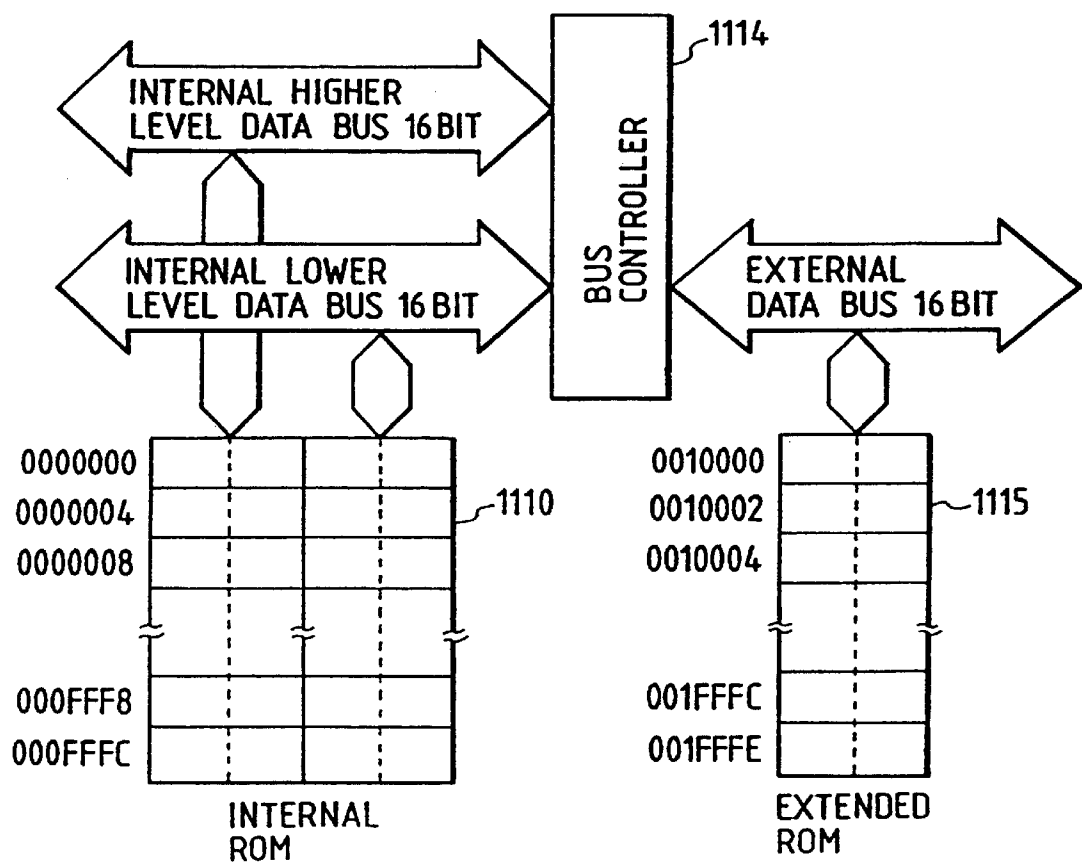 1114
INTERNAL HIGHER
LEVEL DATA BUS 16 BIT
BUS
CONTROLLER
INTERNAL LOWER
LEVEL DATA BUS 16 BIT
EXTERNAL
DATA BUS 16 BIT
0000000
0000004
0000008
000FFF8
000FFFC
1110
INTERNAL
ROM
0010000
0010002
0010004
001FFFC
001FFFE
1115
EXTENDED
ROM